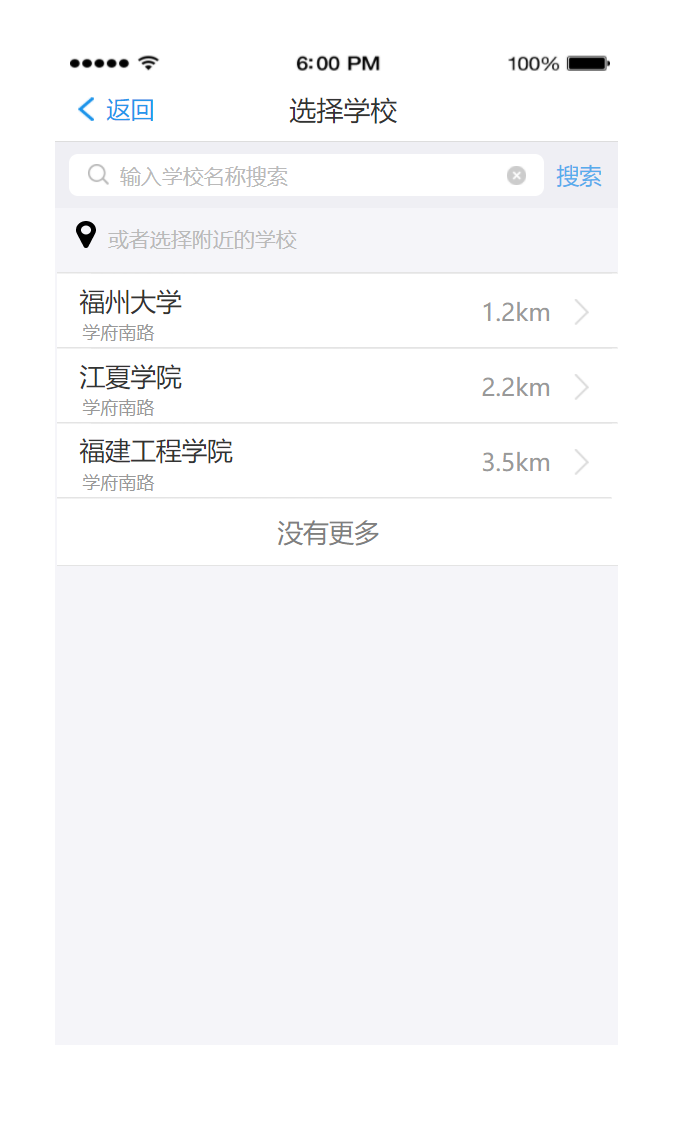 6:00 PM 100%
返回 选择学校
输入学校名称搜索 搜索
或者选择附近的学校
福州大学 1.2km
学府南路
江夏学院 2.2km
学府南路
福建工程学院 3.5km
学府南路
没有更多